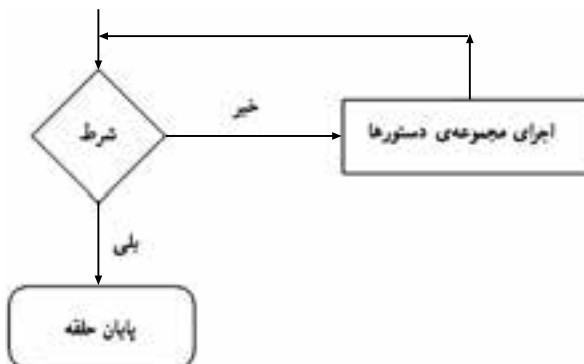 خیر
شرط
اجرای مجموعه‌ی دستورها
بلی
پایان حلقه